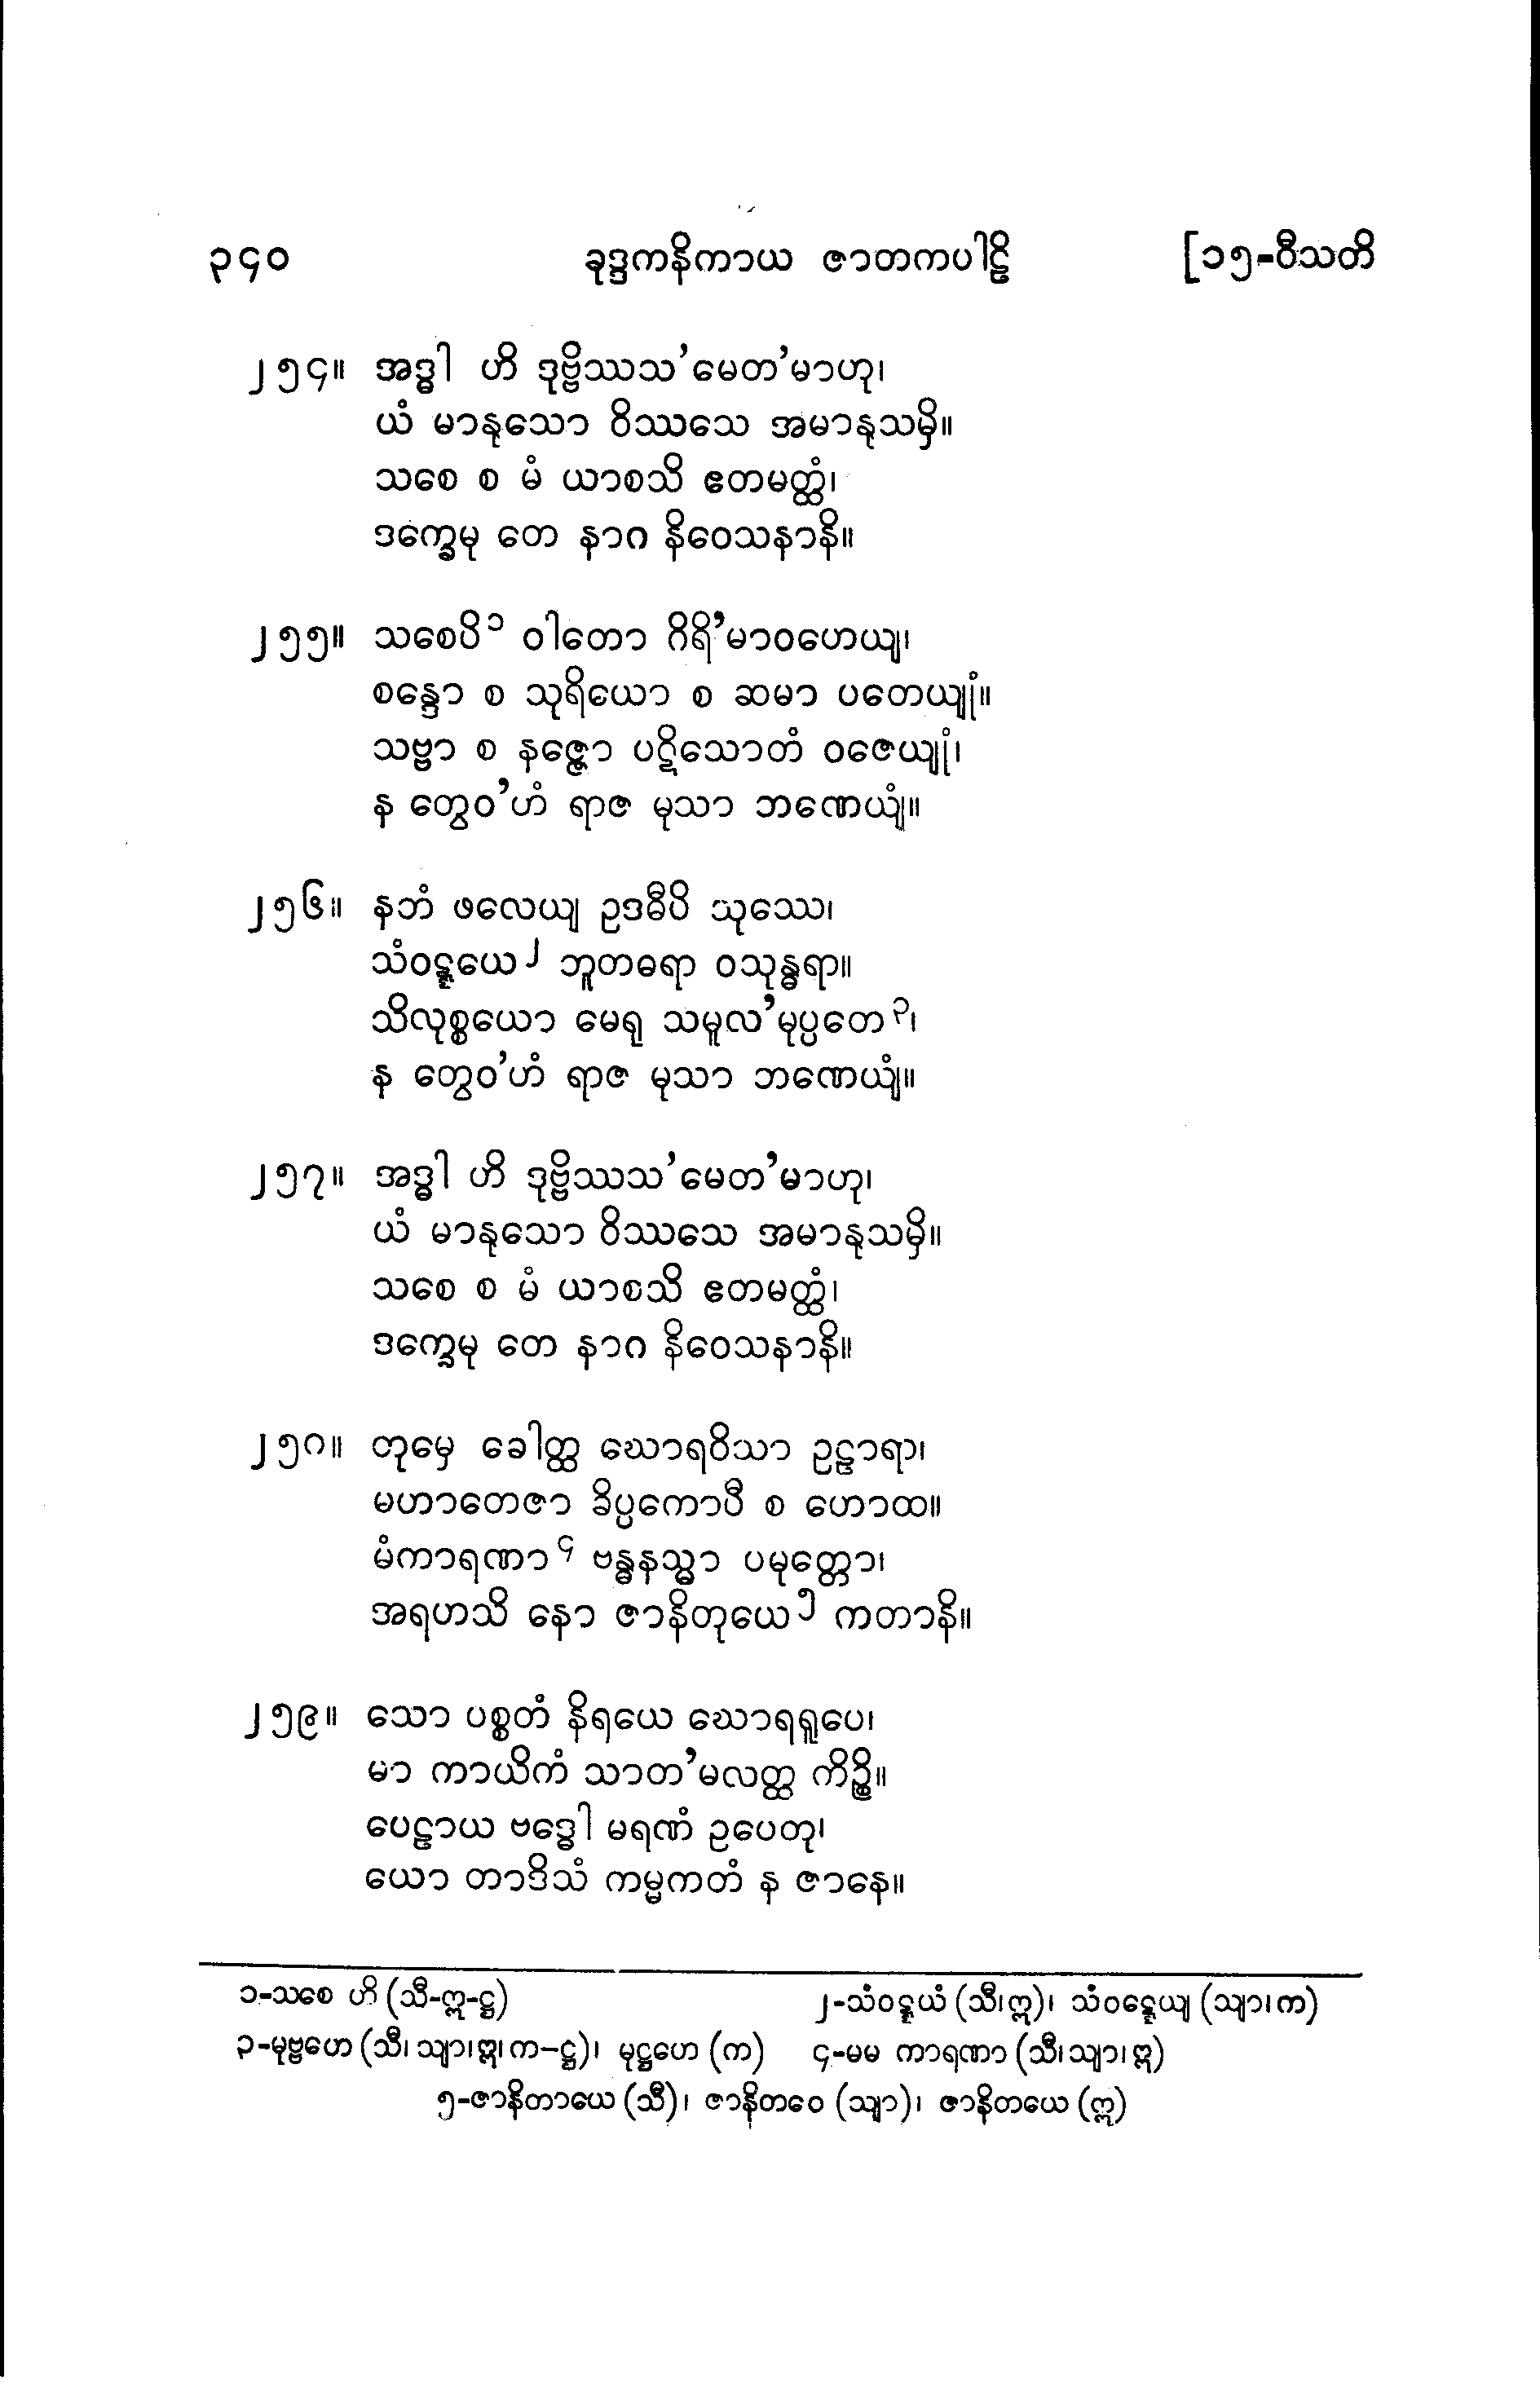 ၃၄၀ ခုဒ္ဒကနိကာယ ဇာတကပါဠိ [၁၅-ဝီသတိ
၂၅၄။ အဒ္ဓါ ဟိ ဒုဗ္ဗိဿသ’မေတ’မာဟု၊
ယံ မာနုသော ဝိဿသေ အမာနုသမှိ။
သစေ စ မံ ယာစသိ ဧတမတ္ထံ၊
ဒက္ခေမု တေ နာဂ နိဝေသနာနိ။
၂၅၅။ သစေပိ၁ ဝါတော ဂိရိ’မာဝဟေယျ၊
စန္ဒော စ သုရိယော စ ဆမာ ပတေယျုံ။
သဗ္ဗာ စ နဇ္ဇော ပဋိသောတံ ဝဇေယျုံ၊
န တွေဝ’ဟံ ရာဇ မုသာ ဘဏေယျံ။
၂၅၆။ နဘံ ဖလေယျ ဥဒဓီပိ သုဿေ၊
သံဝဋ္ဋယေ၂ ဘူတဓရာ ဝသုန္ဓရာ။
သိလုစ္စယော မေရု သမူလ’မုပ္ပတေ၃၊
န တွေဝ’ဟံ ရာဇ မုသာ ဘဏေယျံ။
၂၅၇။ အဒ္ဓါ ဟိ ဒုဗ္ဗိဿသ’မေတ’မာဟု၊
ယံ မာနုသော ဝိဿသေ အမာနုသမှိ။
သစေ စ မံ ယာစသိ ဧတမတ္ထံ၊
ဒက္ခေမု တေ နာဂ နိဝေသနာနိ။
၂၅၈။ တုမှေ ခေါတ္ထ ဃောရဝိသာ ဥဠာရာ၊
မဟာတေဇာ ခိပ္ပကောပီ စ ဟောထ။
မံကာရဏာ၄ ဗန္ဓနသ္မာ ပမုတ္တော၊
အရဟသိ နော ဇာနိတုယေ၅ ကတာနိ။
၂၅၉။ သော ပစ္စတံ နိရယေ ဃောရရူပေ၊
မာ ကာယိကံ သာတ’မလတ္ထ ကိဉ္စိ။
ပေဠာယ ဗဒ္ဓေါ မရဏံ ဥပေတု၊
ယော တာဒိသံ ကမ္မကတံ န ဇာနေ။
၁-သစေ ဟိ (သီ-ဣ-ဋ္ဌ) ၂-သံဝဋ္ဋယံ (သီ၊ဣ)၊ သံဝဋ္ဋေယျ (သျာ၊က)
၃-မုဗ္ဗဟေ (သီ၊ သျာ၊ဣ၊ က-ဋ္ဌ)၊ မုဋ္ဌဟေ (က) ၄-မမ ကာရဏာ (သီ၊သျာ၊ဣ)
၅-ဇာနိတာယေ (သီ)၊ ဇာနိတဝေ (သျာ)၊ ဇာနိတယေ (ဣ)